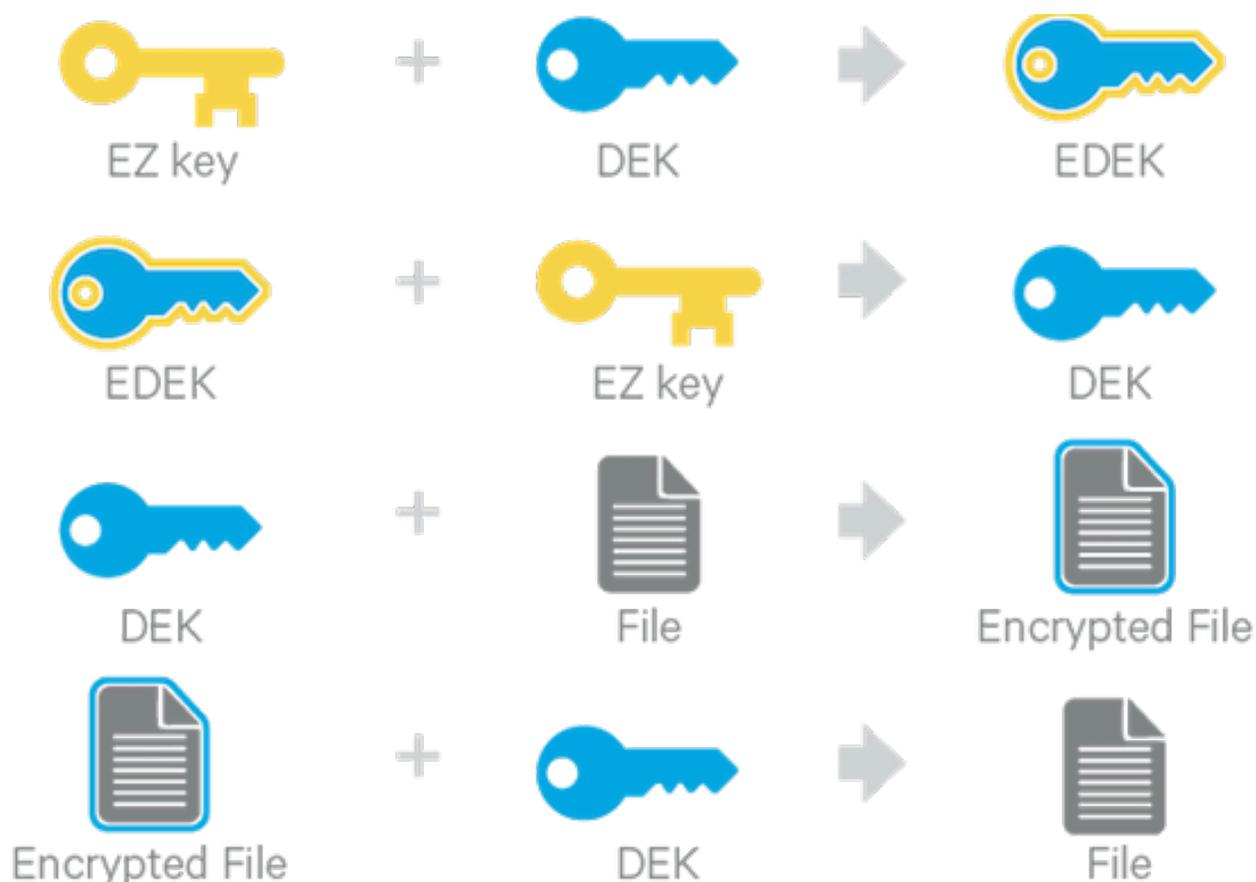 EZ key + DEK EDEK
EDEK + EZ key DEK
DEK + File Encrypted File
Encrypted File + DEK File